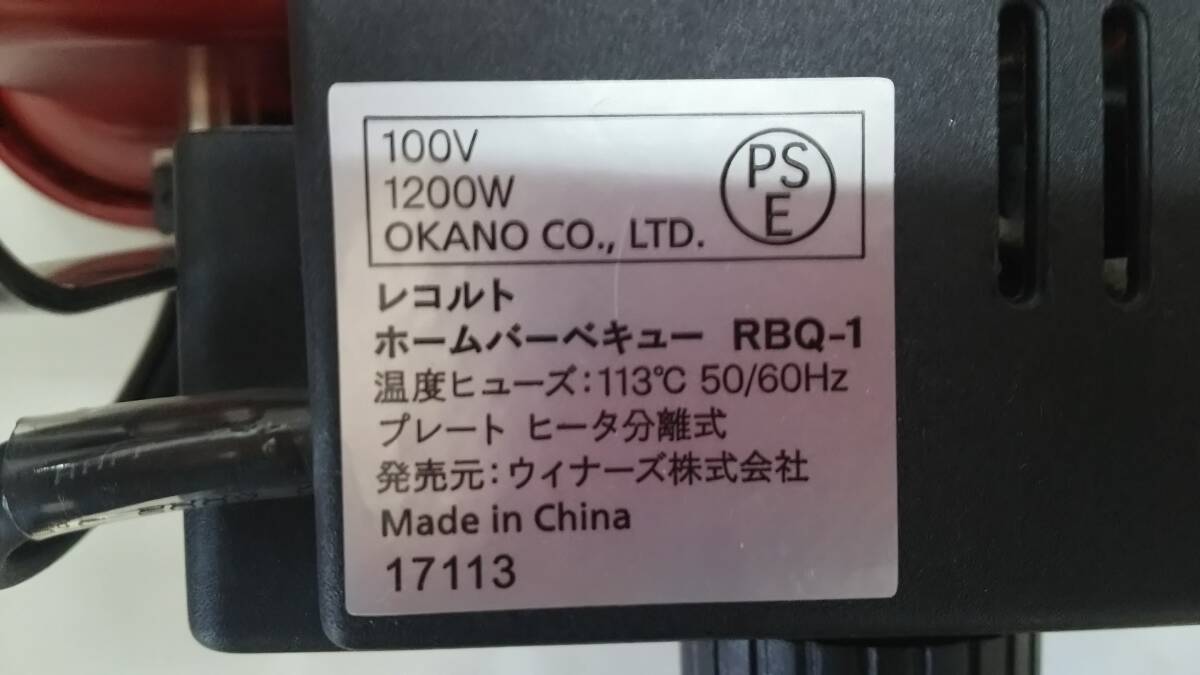 100V
1200W
OKANO CO., LTD.
PS
E
レコルト
ホームバーベキュー RBQ-1
温度ヒューズ:113℃ 50/60Hz
プレート ヒータ分離式
発売元:ウィナーズ株式会社
Made in China
17113